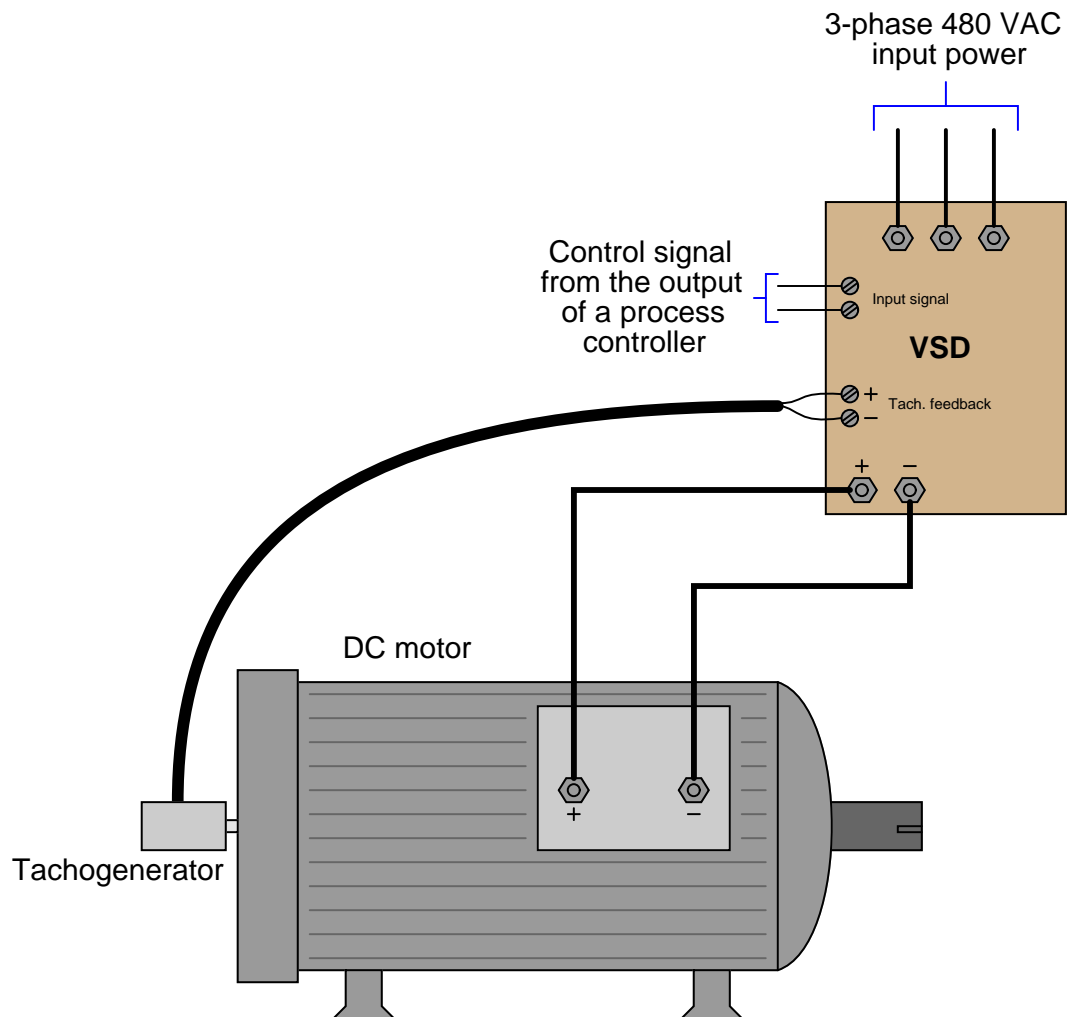 3-phase 480 VAC
input power
Control signal
from the output
of a process
controller
Input signal
VSD
+
Tach. feedback
−
+ −
DC motor
+ −
Tachogenerator